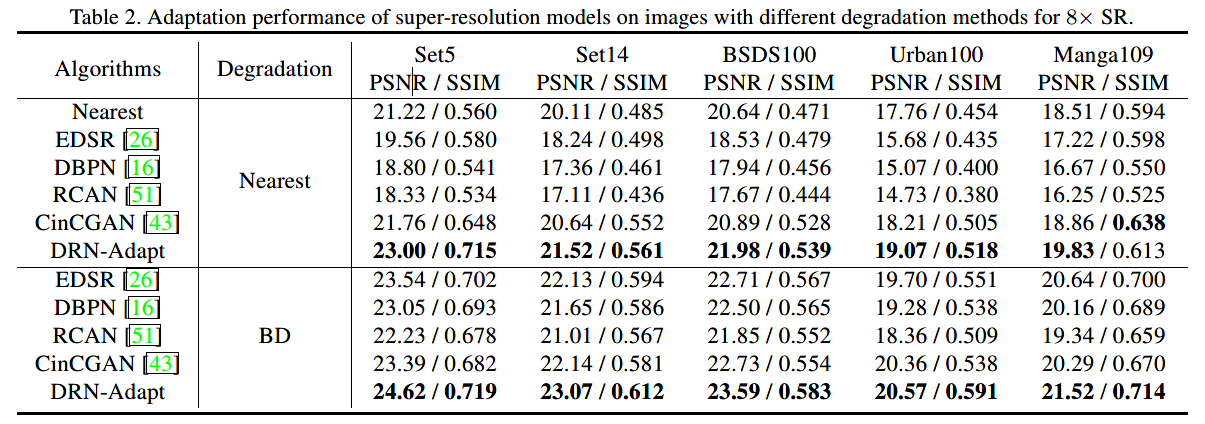 Table 2. Adaptation performance of super-resolution models on images with different degradation methods for 8× SR.
Algorithms Degradation Set5 Set14 BSDS100 Urban100 Manga109
PSNR / SSIM PSNR / SSIM PSNR / SSIM PSNR / SSIM PSNR / SSIM
Nearest 21.22 / 0.560 20.11 / 0.485 20.64 / 0.471 17.76 / 0.454 18.51 / 0.594
EDSR [26] 19.56 / 0.580 18.24 / 0.498 18.53 / 0.479 15.68 / 0.435 17.22 / 0.598
DBPN [16] 18.80 / 0.541 17.36 / 0.461 17.94 / 0.456 15.07 / 0.400 16.67 / 0.550
Nearest
RCAN [51] 18.33 / 0.534 17.11 / 0.436 17.67 / 0.444 14.73 / 0.380 16.25 / 0.525
CinCGAN [43] 21.76 / 0.648 20.64 / 0.552 20.89 / 0.528 18.21 / 0.505 18.86 / 0.638
DRN-Adapt 23.00 / 0.715 21.52 / 0.561 21.98 / 0.539 19.07 / 0.518 19.83 / 0.613
EDSR [26] 23.54 / 0.702 22.13 / 0.594 22.71 / 0.567 19.70 / 0.551 20.64 / 0.700
DBPN [16] 23.05 / 0.693 21.65 / 0.586 22.50 / 0.565 19.28 / 0.538 20.16 / 0.689
RCAN [51] BD 22.23 / 0.678 21.01 / 0.567 21.85 / 0.552 18.36 / 0.509 19.34 / 0.659
CinCGAN [43] 23.39 / 0.682 22.14 / 0.581 22.73 / 0.554 20.36 / 0.538 20.29 / 0.670
DRN-Adapt 24.62 / 0.719 23.07 / 0.612 23.59 / 0.583 20.57 / 0.591 21.52 / 0.714